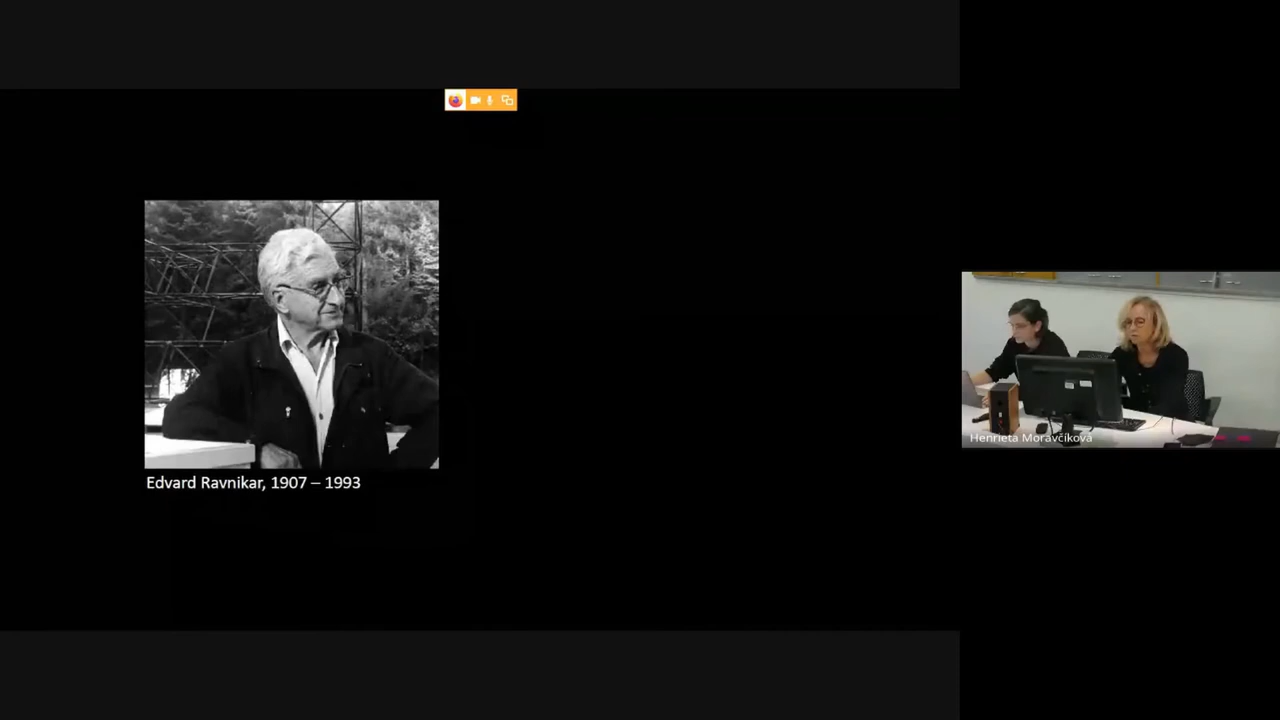 Edvard Ravnikar, 1907 – 1993
Henrieta Moravčíková